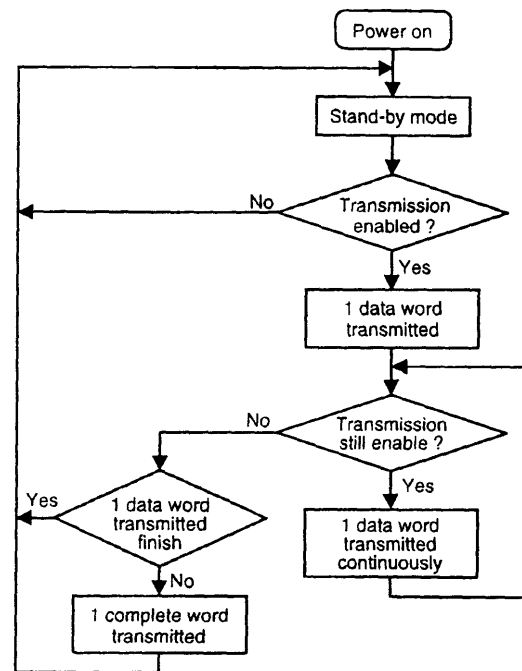 Power on
Stand-by mode
No
Transmission
enabled ?
Yes
1 data word
transmitted
No
Transmission
still enable ?
Yes
1 data word
transmitted
finish
Yes
1 data word
transmitted
continuously
No
1 complete word
transmitted